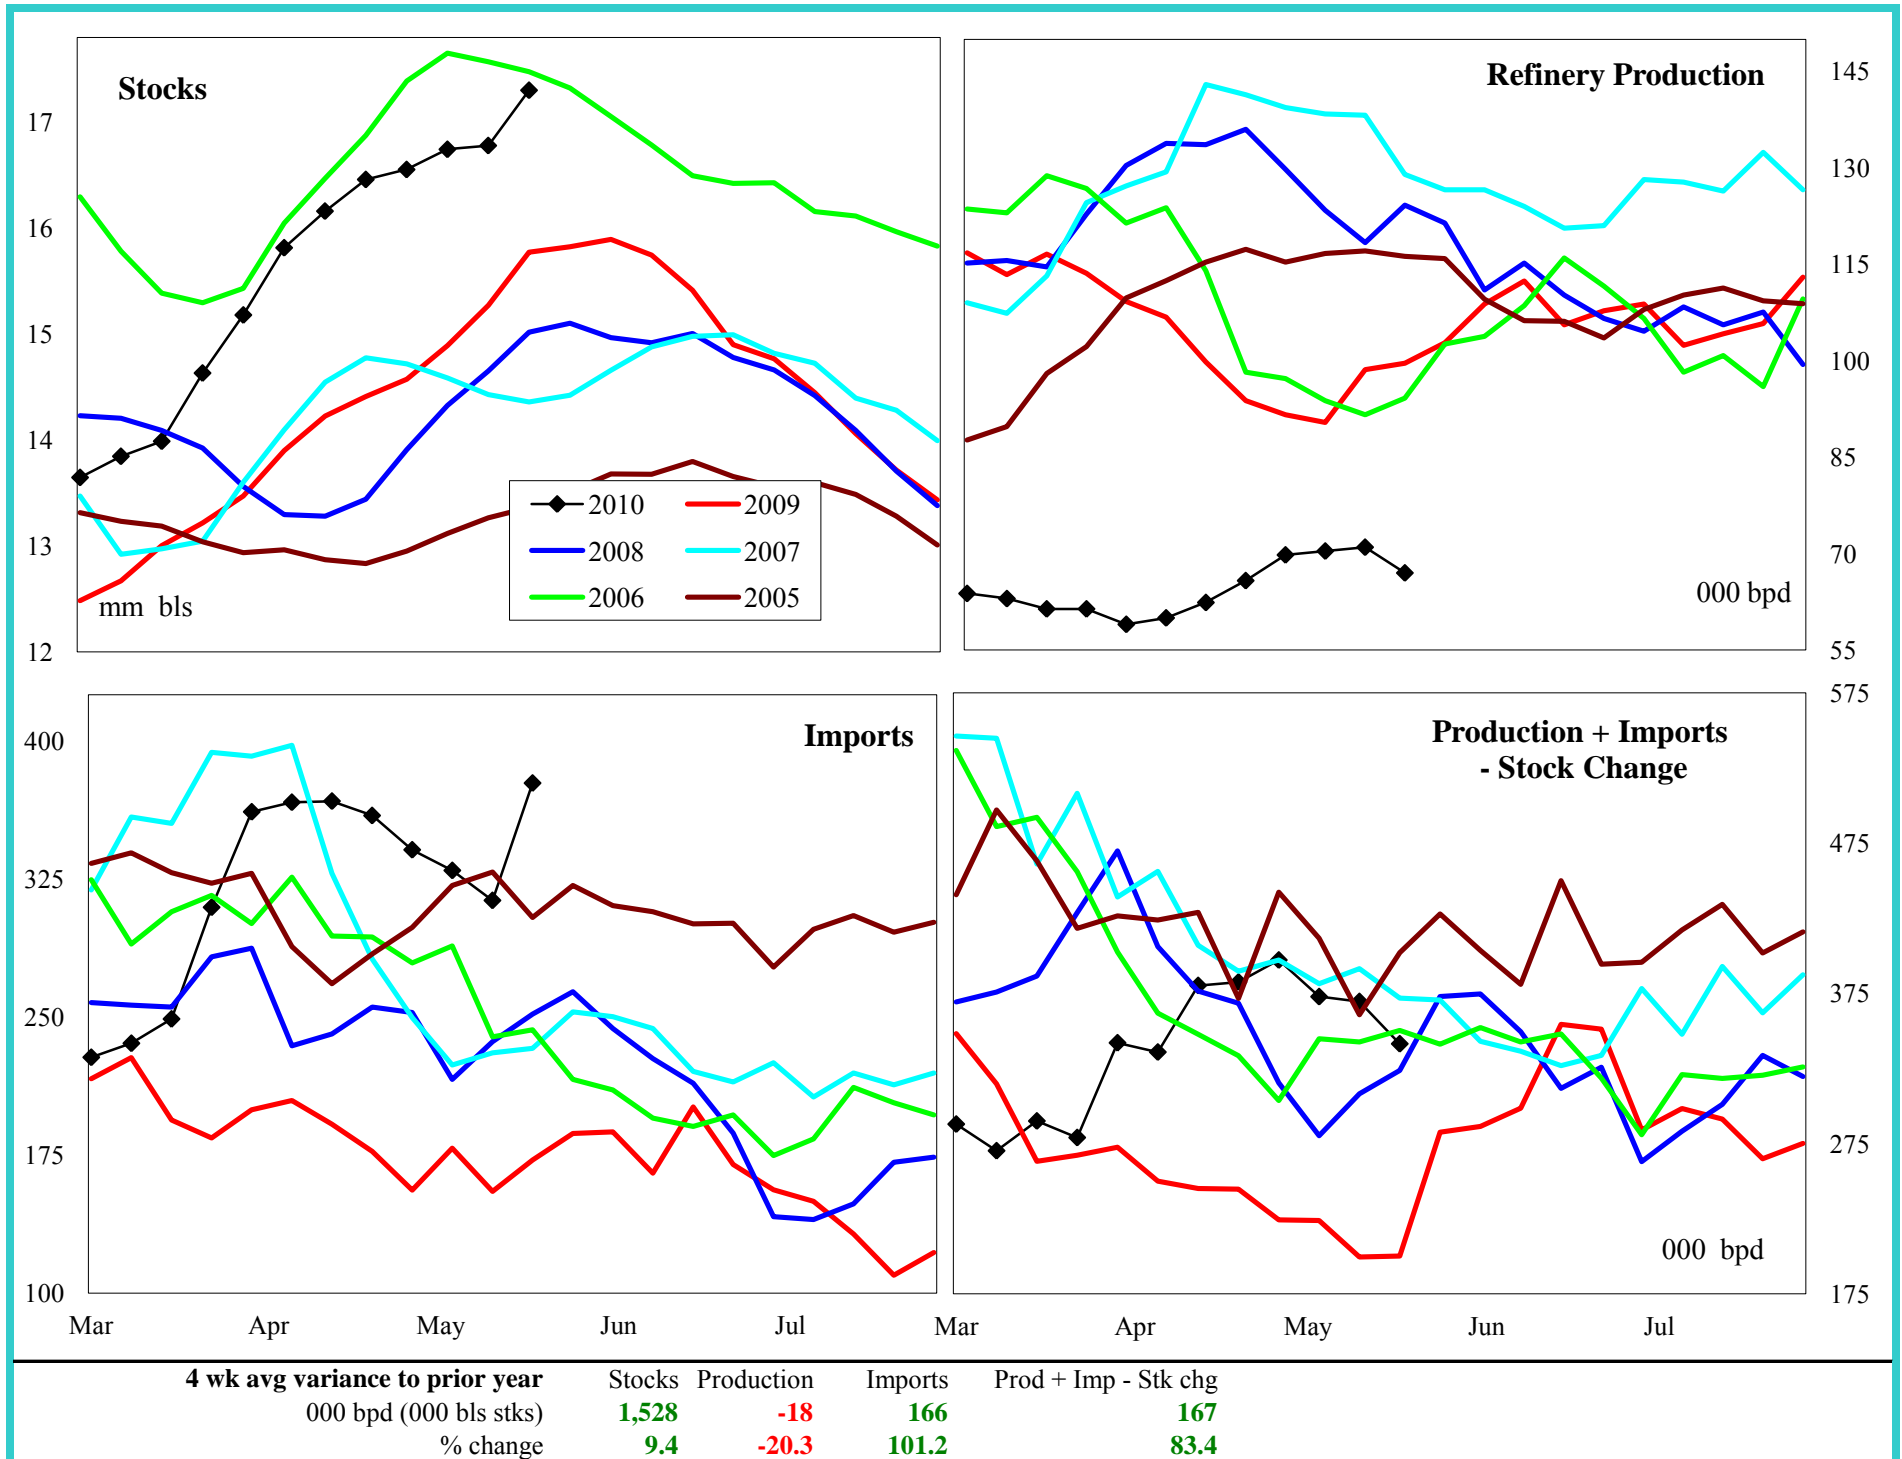 Stocks
17
16
15
14
13
12
mm bls
2010 2009
2008 2007
2006 2005
Refinery Production
145
130
115
100
85
70
55
000 bpd
Imports
400
325
250
175
100
Mar Apr May Jun Jul
Production + Imports
- Stock Change
575
475
375
275
175
000 bpd
Mar Apr May Jun Jul
4 wk avg variance to prior year Stocks Production Imports Prod + Imp - Stk chg
000 bpd (000 bls stks) 1,528 -18 166 167
% change 9.4 -20.3 101.2 83.4